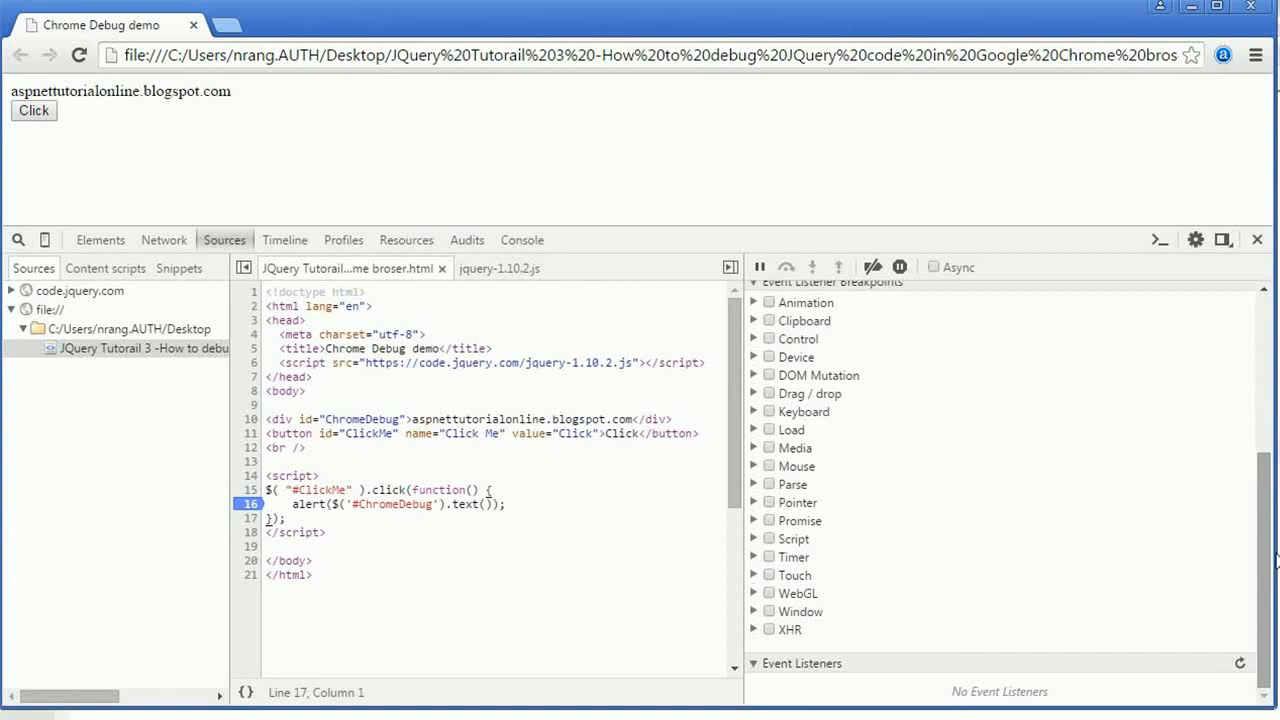 Chrome Debug demo
file:///C:/Users/nrang.AUTH/Desktop/JQuery%20Tutorail%203%20-How%20to%20debug%20JQuery%20code%20in%20Google%20Chrome%20bros
aspnettutorialonline.blogspot.com
Click
Elements Network Sources Timeline Profiles Resources Audits Console
Sources Content scripts Snippets
code.jquery.com
file://
C:/Users/nrang.AUTH/Desktop
JQuery Tutorail 3 -How to debu
JQuery Tutorail...me broser.html jquery-1.10.2.js
1 <!doctype html>
2 <html lang="en">
3 <head>
4 <meta charset="utf-8">
5 <title>Chrome Debug demo</title>
6 <script src="https://code.jquery.com/jquery-1.10.2.js"></script>
7 </head>
8 <body>
9
10 <div id="ChromeDebug">aspnettutorialonline.blogspot.com</div>
11 <button id="ClickMe" name="Click Me" value="Click">Click</button>
12 <br />
13
14 <script>
15 $( "#ClickMe" ).click(function() {
16 alert($('#ChromeDebug').text());
17 });
18 </script>
19
20 </body>
21 </html>
{} Line 17, Column 1
Async
Event Listener Breakpoints
Animation
Clipboard
Control
Device
DOM Mutation
Drag / drop
Keyboard
Load
Media
Mouse
Parse
Pointer
Promise
Script
Timer
Touch
WebGL
Window
XHR
Event Listeners
No Event Listeners